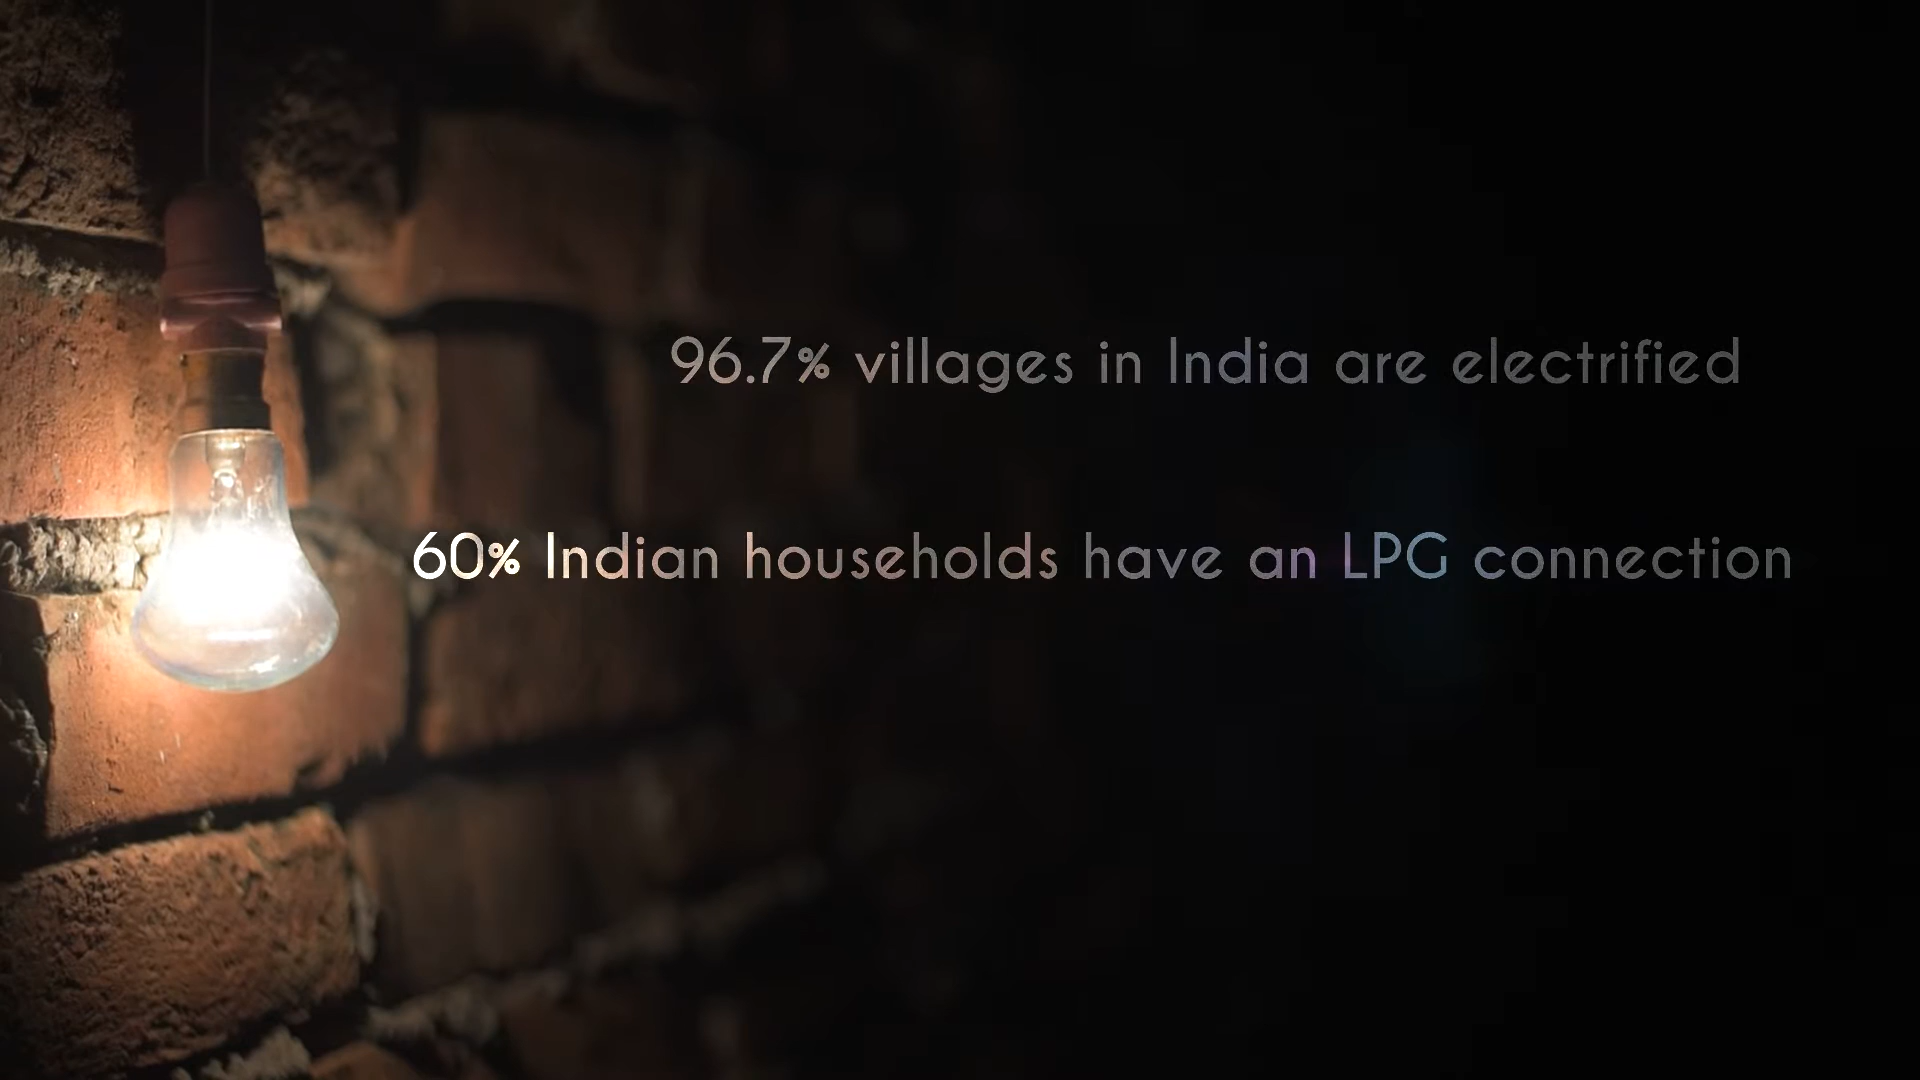 96.7% villages in India are electrified
60% Indian households have an LPG connection